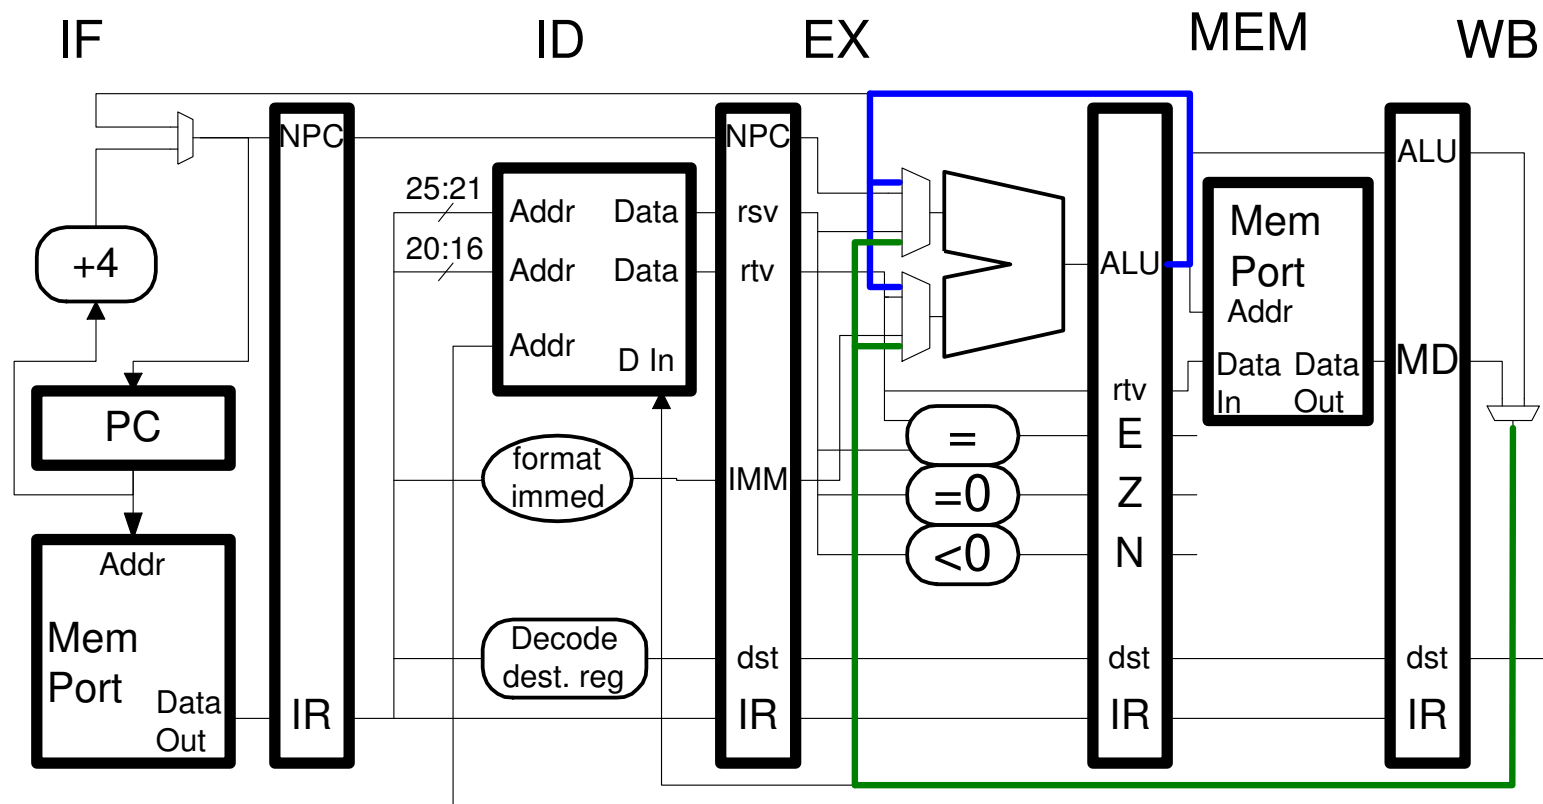 IF
ID
EX
MEM
WB
+4
PC
Addr
Mem
Port
Data
Out
NPC
IR
25:21
20:16
Addr
Data
Addr
Data
Addr
D In
format
immed
Decode
dest. reg
NPC
rsv
rtv
IMM
dst
IR
=
=0
<0
ALU
rtv
E
Z
N
dst
IR
Mem
Port
Addr
Data
In
Data
Out
ALU
MD
dst
IR